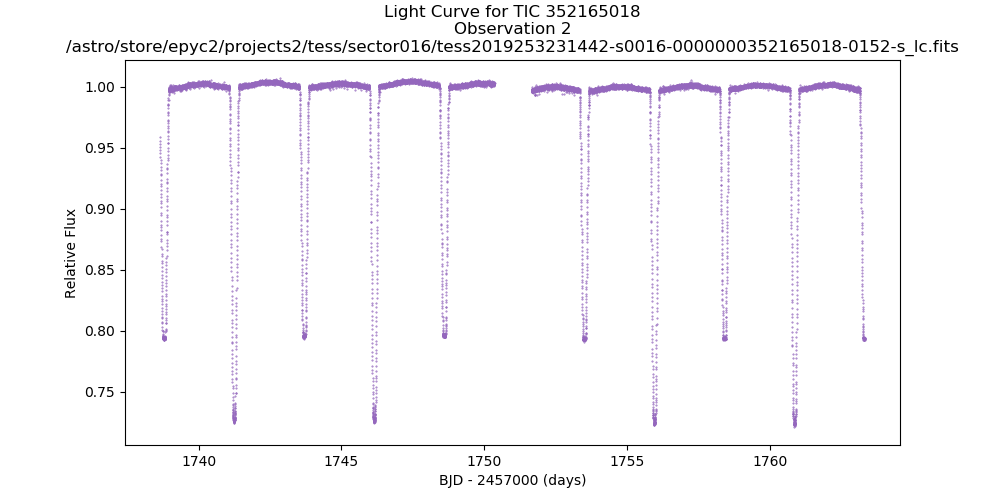 Light Curve for TIC 352165018
Observation 2
/astro/store/epyc2/projects2/tess/sector016/tess2019253231442-s0016-0000000352165018-0152-s_lc.fits
1.00
0.95
0.90
0.85
0.80
0.75
Relative Flux
1740
1745
1750
1755
1760
BJD - 2457000 (days)